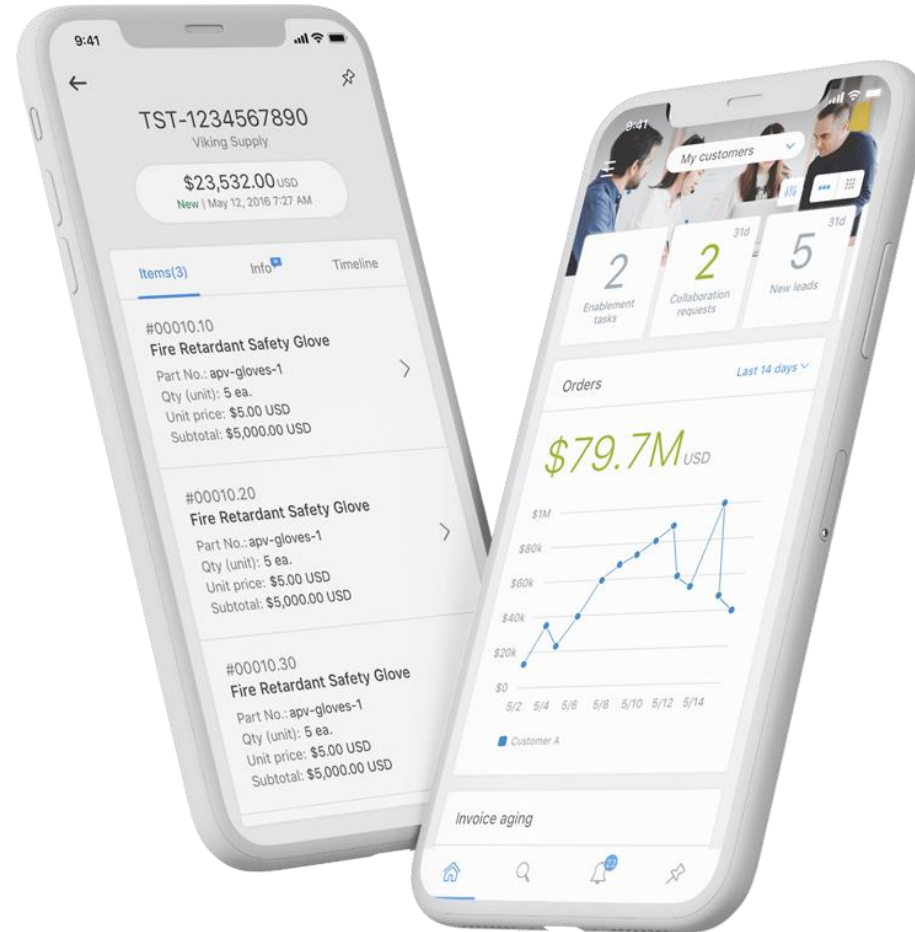 9:41
TST-1234567890
Viking Supply
$23,532.00 USD
New | May 12, 2016 7:27 AM
Items(3) Info Timeline
#00010.10
Fire Retardant Safety Glove
Part No.: apv-gloves-1
Qty (unit): 5 ea.
Unit price: $5.00 USD
Subtotal: $5,000.00 USD
#00010.20
Fire Retardant Safety Glove
Part No.: apv-gloves-1
Qty (unit): 5 ea.
Unit price: $5.00 USD
Subtotal: $5,000.00 USD
#00010.30
Fire Retardant Safety Glove
Part No.: apv-gloves-1
Qty (unit): 5 ea.
Unit price: $5.00 USD
Subtotal: $5,000.00 USD
9:41
My customers
31d 31d
2 2 5
Enablement tasks
Collaboration requests
New leads
Orders Last 14 days
$79.7M USD
$1M
$80k
$60k
$40k
$20k
$0
5/2 5/4 5/6 5/8 5/10 5/12 5/14
Customer A
Invoice aging
23